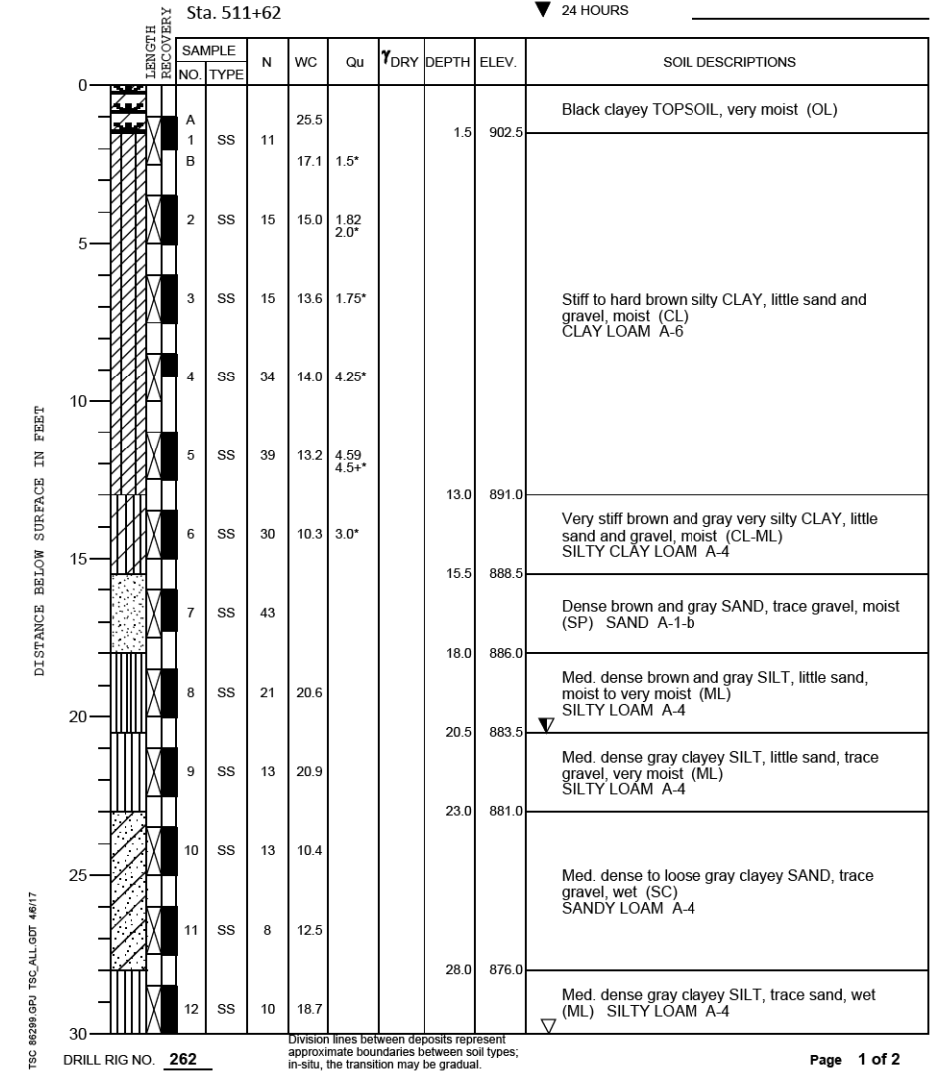 Sta. 511+62
24 HOURS
LENGTH
RECOVERY
SAMPLE
NO. TYPE N WC Qu γDRY DEPTH ELEV. SOIL DESCRIPTIONS
0
Black clayey TOPSOIL, very moist (OL)
A 25.5
1.5 902.5
1 SS 11
B 17.1 1.5*
2 SS 15 15.0 1.82
2.0*
5
3 SS 15 13.6 1.75*
Stiff to hard brown silty CLAY, little sand and
gravel, moist (CL)
CLAY LOAM A-6
4 SS 34 14.0 4.25*
10
5 SS 39 13.2 4.59
4.5+*
13.0 891.0
Very stiff brown and gray very silty CLAY, little
6 SS 30 10.3 3.0* sand and gravel, moist (CL-ML)
SILTY CLAY LOAM A-4
15
15.5 888.5
7 SS 43
Dense brown and gray SAND, trace gravel, moist
(SP) SAND A-1-b
18.0 886.0
Med. dense brown and gray SILT, little sand,
8 SS 21 20.6 moist to very moist (ML)
SILTY LOAM A-4
20
20.5 883.5
Med. dense gray clayey SILT, little sand, trace
9 SS 13 20.9 gravel, very moist (ML)
SILTY LOAM A-4
23.0 881.0
10 SS 13 10.4
25
Med. dense to loose gray clayey SAND, trace
gravel, wet (SC)
SANDY LOAM A-4
11 SS 8 12.5
28.0 876.0
Med. dense gray clayey SILT, trace sand, wet
12 SS 10 18.7 (ML) SILTY LOAM A-4
30
DISTANCE BELOW SURFACE IN FEET
TSC 86299.GPJ TSC_ALL.GDT 4/6/17
DRILL RIG NO. 262
Division lines between deposits represent
approximate boundaries between soil types;
in-situ, the transition may be gradual.
Page 1 of 2